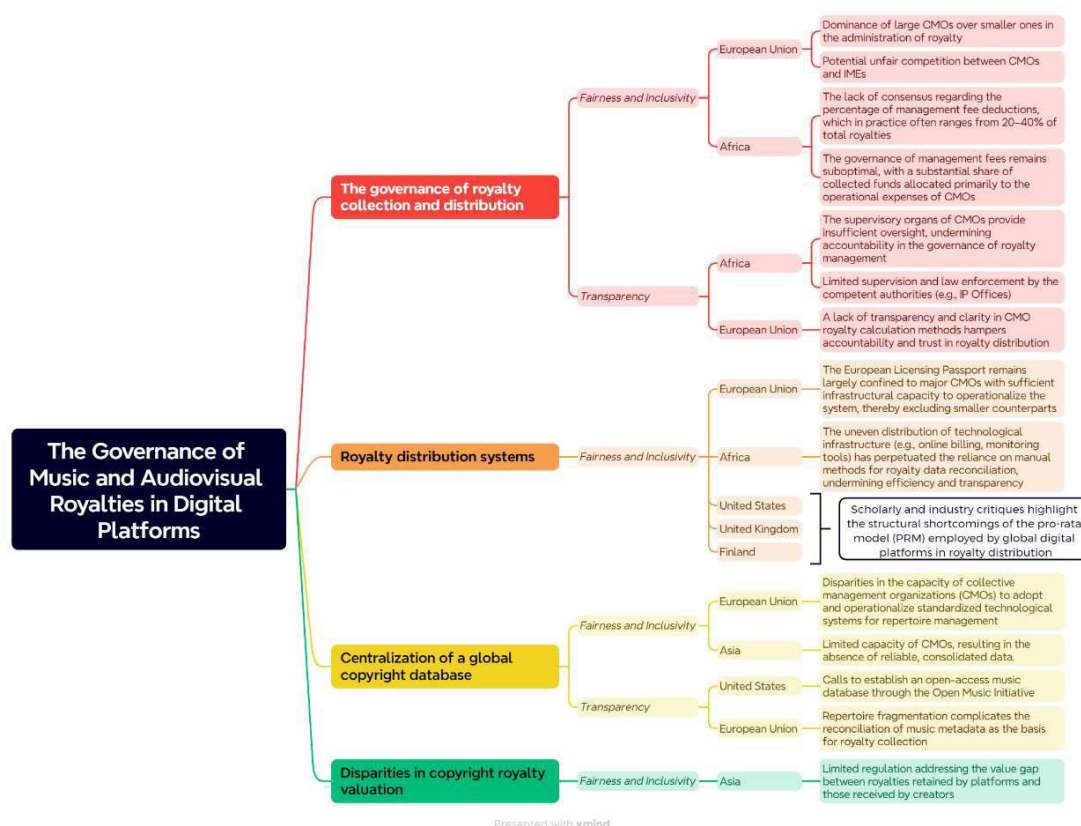 The Governance of
Music and Audiovisual
Royalties in Digital
Platforms
The governance of royalty
collection and distribution
Fairness and Inclusivity
European Union
Dominance of large CMOs over smaller ones in
the administration of royalty
Potential unfair competition between CMOs
and IMEs
Africa
The lack of consensus regarding the
percentage of management fee deductions,
which in practice often ranges from 20–40% of
total royalties
The governance of management fees remains
suboptimal, with a substantial share of
collected funds allocated primarily to the
operational expenses of CMOs
Transparency
Africa
The supervisory organs of CMOs provide
insufficient oversight, undermining
accountability in the governance of royalty
management
Limited supervision and law enforcement by the
competent authorities (e.g., IP Offices)
European Union
A lack of transparency and clarity in CMO
royalty calculation methods hampers
accountability and trust in royalty distribution
Royalty distribution systems
Fairness and Inclusivity
European Union
The European Licensing Passport remains
largely confined to major CMOs with sufficient
infrastructural capacity to operationalize the
system, thereby excluding smaller counterparts
Africa
The uneven distribution of technological
infrastructure (e.g., online billing, monitoring
tools) has perpetuated the reliance on manual
methods for royalty data reconciliation,
undermining efficiency and transparency
United States
United Kingdom
Finland
Scholarly and industry critiques highlight
the structural shortcomings of the pro-rata
model (PRM) employed by global digital
platforms in royalty distribution
Centralization of a global
copyright database
Fairness and Inclusivity
European Union
Disparities in the capacity of collective
management organizations (CMOs) to adopt
and operationalize standardized technological
systems for repertoire management
Asia
Limited capacity of CMOs, resulting in the
absence of reliable, consolidated data.
Transparency
United States
Calls to establish an open-access music
database through the Open Music Initiative
European Union
Repertoire fragmentation complicates the
reconciliation of music metadata as the basis
for royalty collection
Disparities in copyright royalty
valuation
Fairness and Inclusivity
Asia
Limited regulation addressing the value gap
between royalties retained by platforms and
those received by creators
Presented with xmind